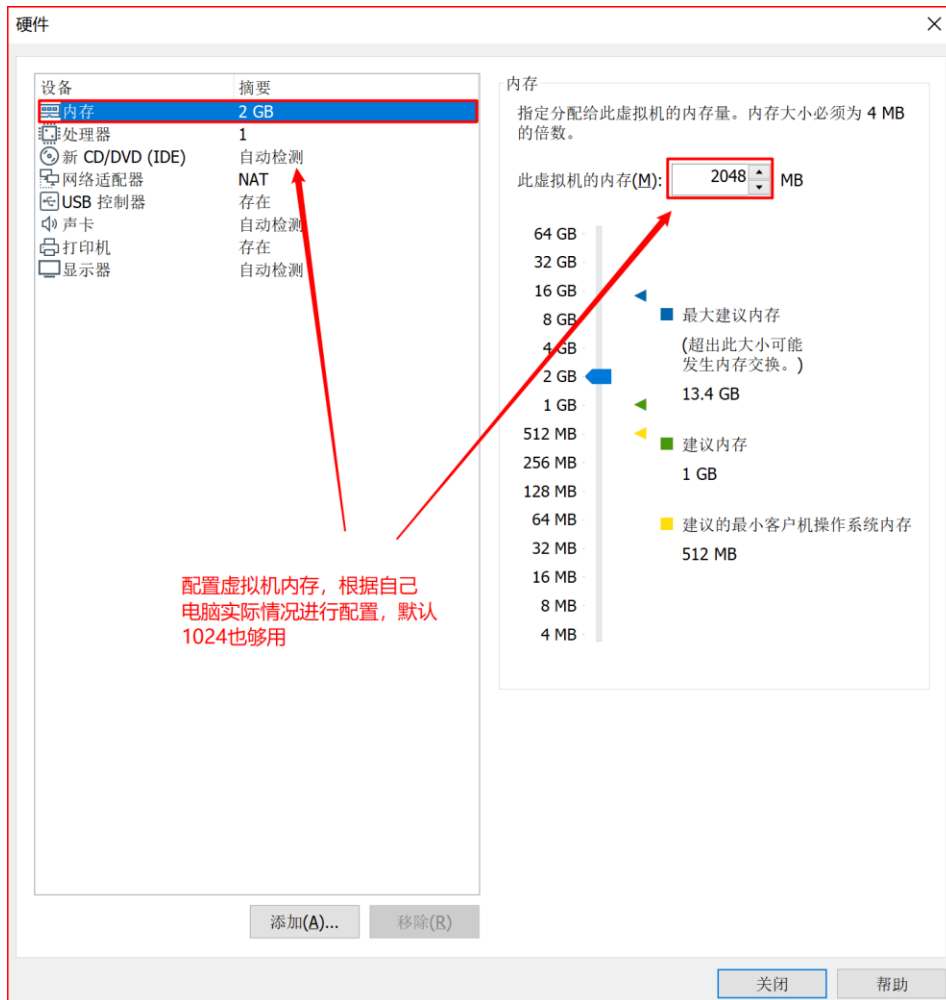 硬件
设备 摘要
内存 2 GB
处理器 1
新 CD/DVD (IDE) 自动检测
网络适配器 NAT
USB 控制器 存在
声卡 自动检测
打印机 存在
显示器 自动检测
配置虚拟机内存，根据自己
电脑实际情况进行配置，默认
1024也够用
添加(A)... 移除(R)
内存
指定分配给此虚拟机的内存量。内存大小必须为 4 MB
的倍数。
此虚拟机的内存(M): 2048 MB
64 GB
32 GB
16 GB
8 GB
4 GB
2 GB
1 GB
512 MB
256 MB
128 MB
64 MB
32 MB
16 MB
8 MB
4 MB
最大建议内存
(超出此大小可能
发生内存交换。)
13.4 GB
建议内存
1 GB
建议的最小客户机操作系统内存
512 MB
关闭 帮助